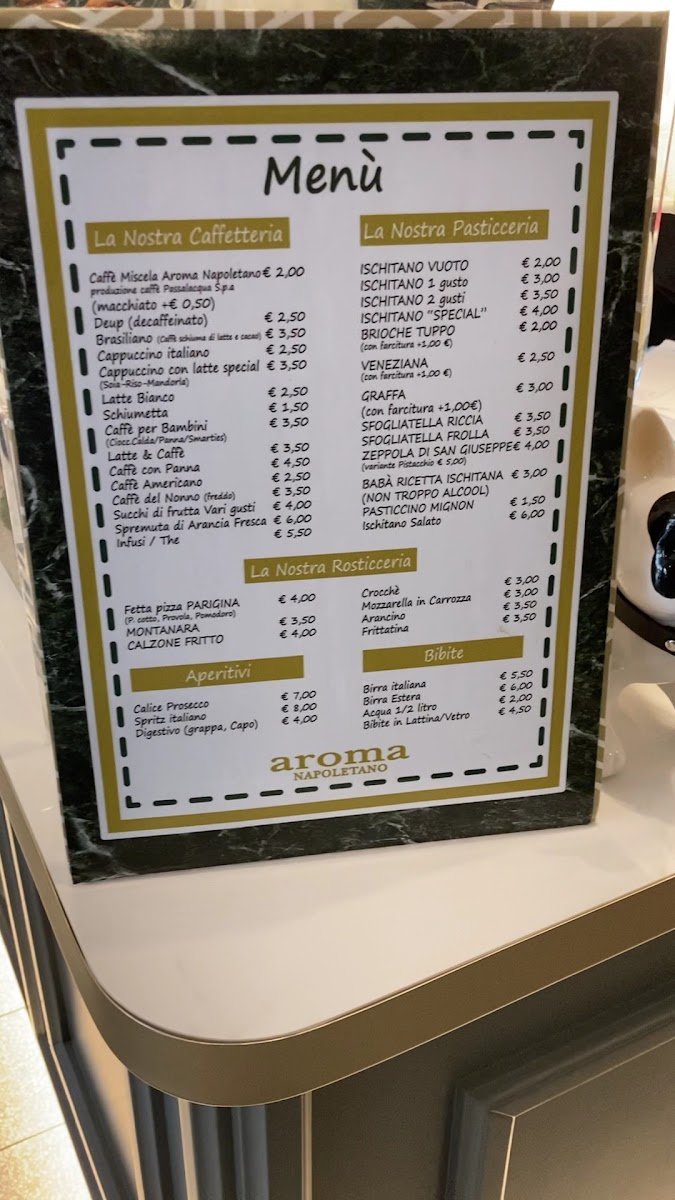 Menù
La Nostra Caffetteria
Caffè Miscela Aroma Napoletano € 2,00
produzione caffè Passalacqua S.p.a
(macchiato +€ 0,50)
Deup (decaffeinato) € 2,50
Brasiliano (Caffè schiuma di latte e cacao) € 3,50
Cappuccino italiano € 2,50
Cappuccino con latte special € 3,50
(Soia-Riso-Mandorla)
Latte Bianco € 2,50
Schiumetta € 1,50
Caffè per Bambini € 3,50
(Ciocc.Calda/Panna/Smarties)
Latte & Caffè € 3,50
Caffè con Panna € 4,50
Caffè Americano € 2,50
Caffè del Nonno (freddo) € 3,50
Succhi di frutta Vari gusti € 4,00
Spremuta di Arancia Fresca € 6,00
Infusi / The € 5,50
La Nostra Pasticceria
ISCHITANO VUOTO € 2,00
ISCHITANO 1 gusto € 3,00
ISCHITANO 2 gusti € 3,50
ISCHITANO "SPECIAL" € 4,00
BRIOCHE TUPPO € 2,00
(con farcitura +1,00 €)
VENEZIANA € 2,50
(con farcitura +1,00 €)
GRAFFA € 3,00
(con farcitura +1,00€)
SFOGLIATELLA RICCIA € 3,50
SFOGLIATELLA FROLLA € 3,50
ZEPPOLA DI SAN GIUSEPPE € 4,00
(variante Pistacchio € 5,00)
BABÀ RICETTA ISCHITANA € 3,00
(NON TROPPO ALCOOL)
PASTICCINO MIGNON € 1,50
Ischitano Salato € 6,00
La Nostra Rosticceria
Fetta pizza PARIGINA € 4,00
(P. cotto, Provola, Pomodoro)
MONTANARA € 3,50
CALZONE FRITTO € 4,00
Crocchè € 3,00
Mozzarella in Carrozza € 3,00
Arancino € 3,50
Frittatina € 3,50
Aperitivi
Calice Prosecco € 7,00
Spritz italiano € 8,00
Digestivo (grappa, Capo) € 4,00
Bibite
Birra italiana € 5,50
Birra Estera € 6,00
Acqua 1/2 litro € 2,00
Bibite in Lattina/Vetro € 4,50
aroma
NAPOLETANO